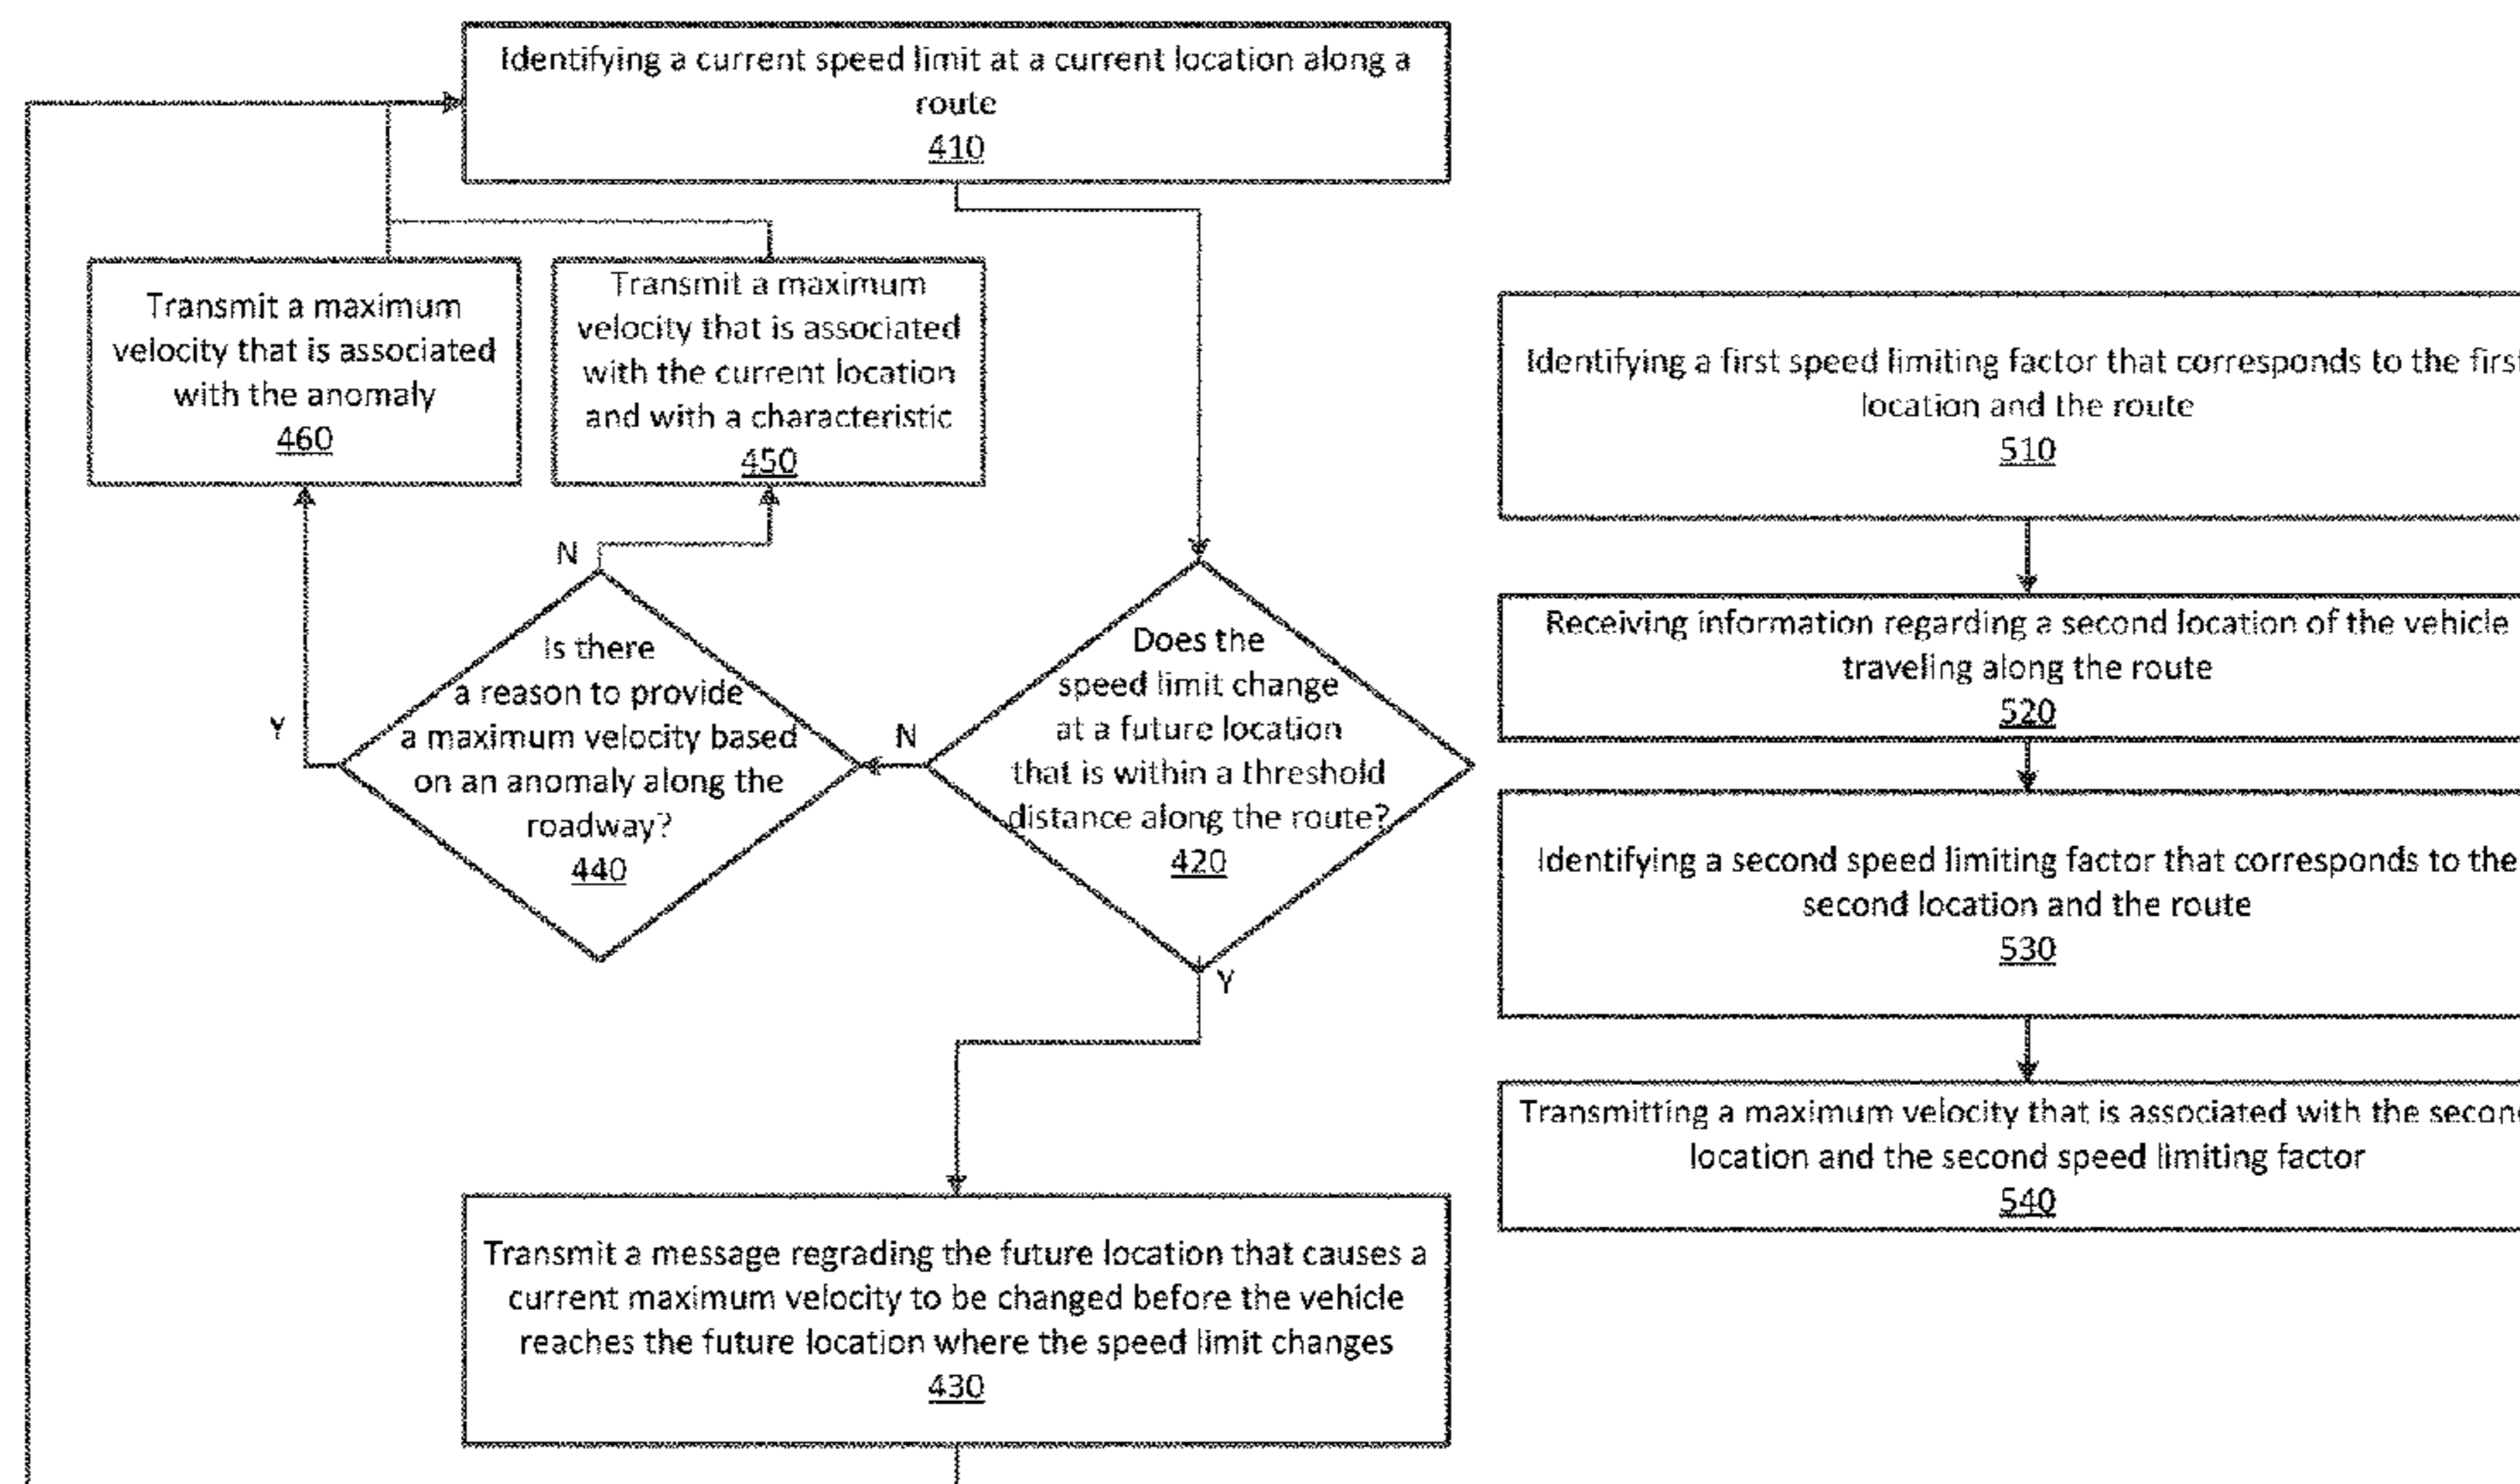 Identifying a current speed limit at a current location along a
route
410
Transmit a maximum
velocity that is associated
with the anomaly
460
Transmit a maximum
velocity that is associated
with the current location
and with a characteristic
450
N
Is there
a reason to provide
a maximum velocity based
on an anomaly along the
roadway?
440
Y
N
Does the
speed limit change
at a future location
that is within a threshold
distance along the route?
420
Y
Transmit a message regrading the future location that causes a
current maximum velocity to be changed before the vehicle
reaches the future location where the speed limit changes
430
Identifying a first speed limiting factor that corresponds to the first
location and the route
510
Receiving information regarding a second location of the vehicle
traveling along the route
520
Identifying a second speed limiting factor that corresponds to the
second location and the route
530
Transmitting a maximum velocity that is associated with the second
location and the second speed limiting factor
540